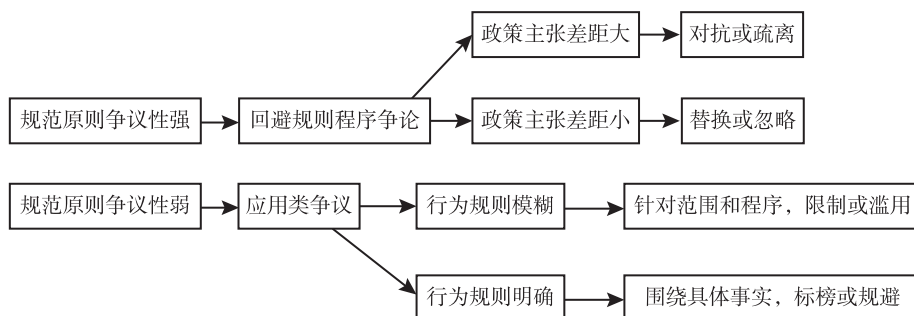 政策主张差距大
对抗或疏离
规范原则争议性强
回避规则程序争论
政策主张差距小
替换或忽略
规范原则争议性弱
应用类争议
行为规则模糊
针对范围和程序，限制或滥用
行为规则明确
围绕具体事实，标榜或规避